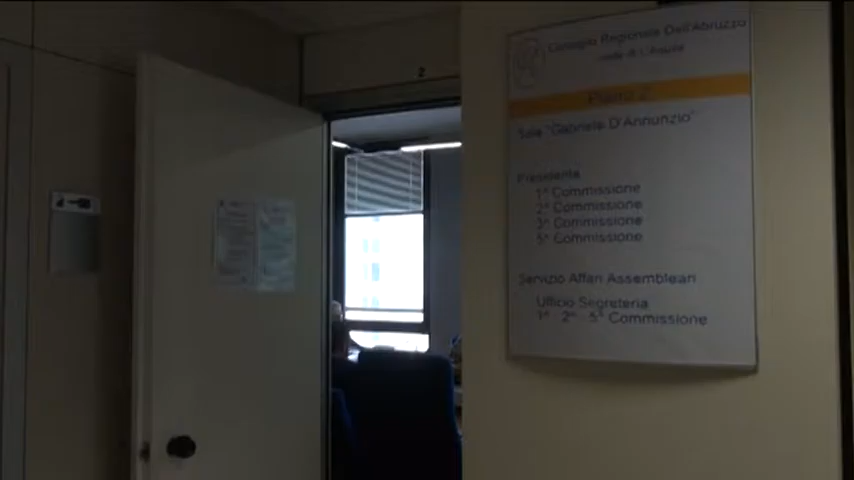 Consiglio Regionale Dell'Abruzzo
sede di L'Aquila
Piano 2°
Sala "Gabriele D'Annunzio"
Presidente
1ª Commissione
2ª Commissione
3ª Commissione
5ª Commissione
Servizio Affari Assembleari
Ufficio Segreteria
1ª - 2ª - 5ª Commissione